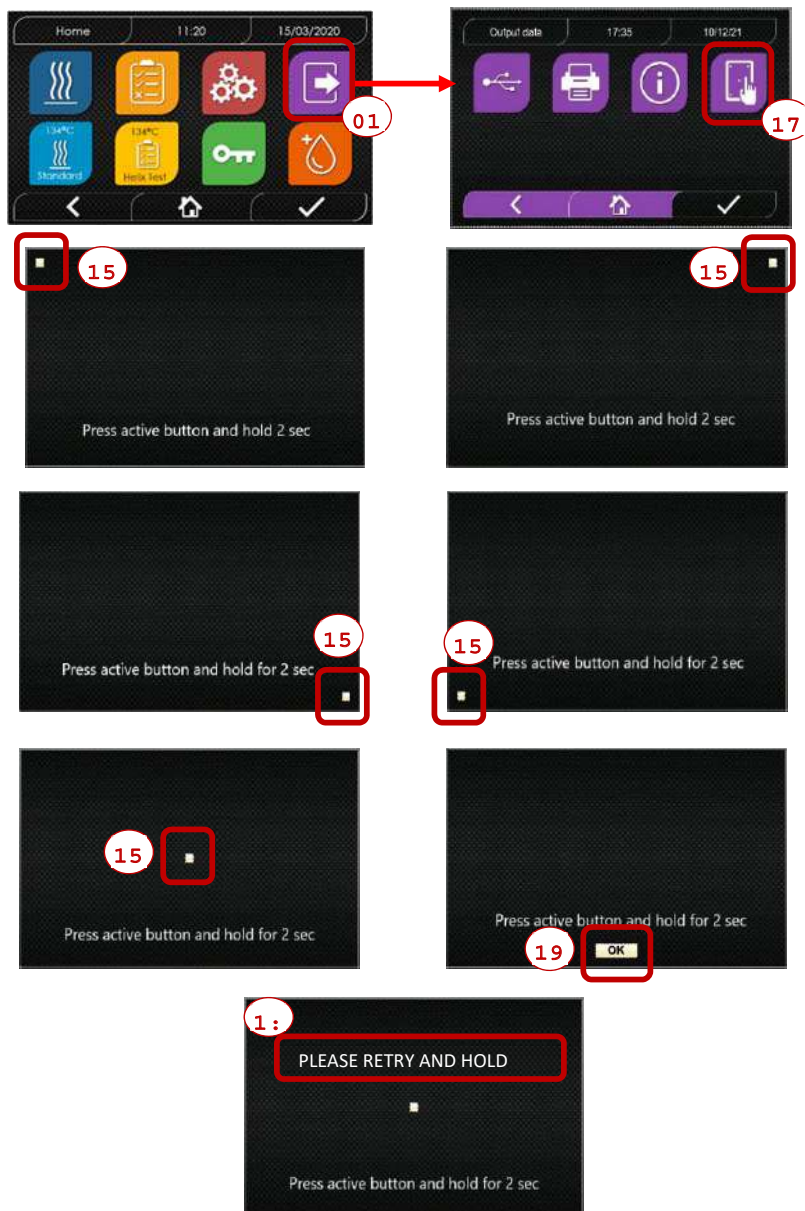 Home 11:20 15/03/2020
Output data 17:35 10/12/21
01
17
134°C 134°C
Standard Helix Test
15
15
Press active button and hold 2 sec
Press active button and hold 2 sec
15
15
Press active button and hold for 2 sec
Press active button and hold for 2 sec
15
Press active button and hold for 2 sec
Press active button and hold for 2 sec
19
OK
1:
PLEASE RETRY AND HOLD
Press active button and hold for 2 sec